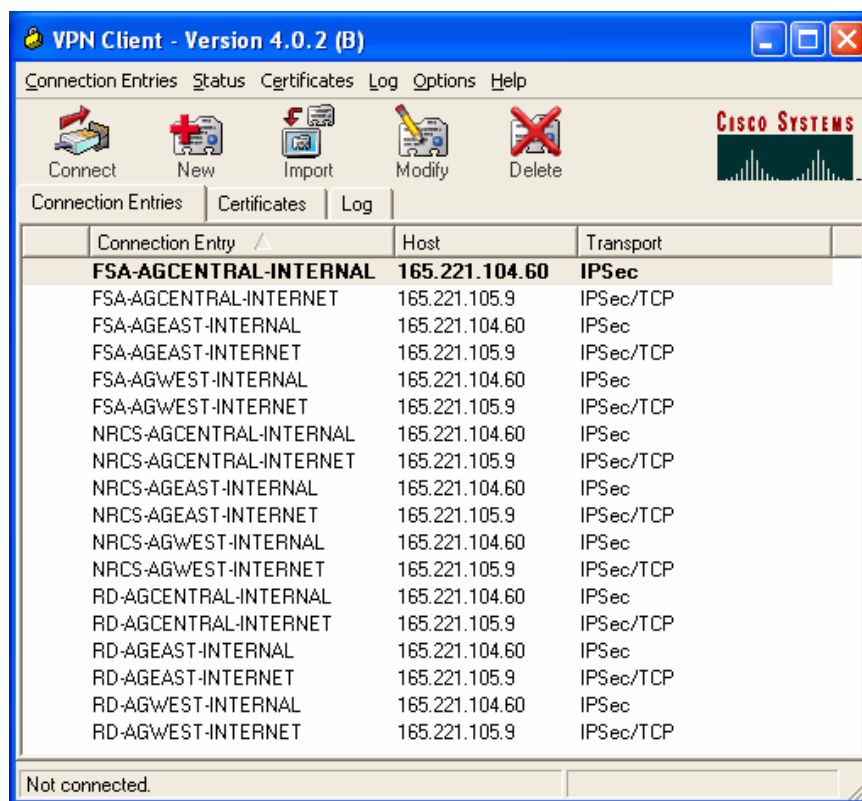 VPN Client - Version 4.0.2 (B)
Connection Entries Status Certificates Log Options Help
CISCO SYSTEMS
Connect New Import Modify Delete
Connection Entries Certificates Log
Connection Entry Host Transport
FSA-AGCENTRAL-INTERNAL 165.221.104.60 IPSec
FSA-AGCENTRAL-INTERNET 165.221.105.9 IPSec/TCP
FSA-AGEAST-INTERNAL 165.221.104.60 IPSec
FSA-AGEAST-INTERNET 165.221.105.9 IPSec/TCP
FSA-AGWEST-INTERNAL 165.221.104.60 IPSec
FSA-AGWEST-INTERNET 165.221.105.9 IPSec/TCP
NRCS-AGCENTRAL-INTERNAL 165.221.104.60 IPSec
NRCS-AGCENTRAL-INTERNET 165.221.105.9 IPSec/TCP
NRCS-AGEAST-INTERNAL 165.221.104.60 IPSec
NRCS-AGEAST-INTERNET 165.221.105.9 IPSec/TCP
NRCS-AGWEST-INTERNAL 165.221.104.60 IPSec
NRCS-AGWEST-INTERNET 165.221.105.9 IPSec/TCP
RD-AGCENTRAL-INTERNAL 165.221.104.60 IPSec
RD-AGCENTRAL-INTERNET 165.221.105.9 IPSec/TCP
RD-AGEAST-INTERNAL 165.221.104.60 IPSec
RD-AGEAST-INTERNET 165.221.105.9 IPSec/TCP
RD-AGWEST-INTERNAL 165.221.104.60 IPSec
RD-AGWEST-INTERNET 165.221.105.9 IPSec/TCP
Not connected.